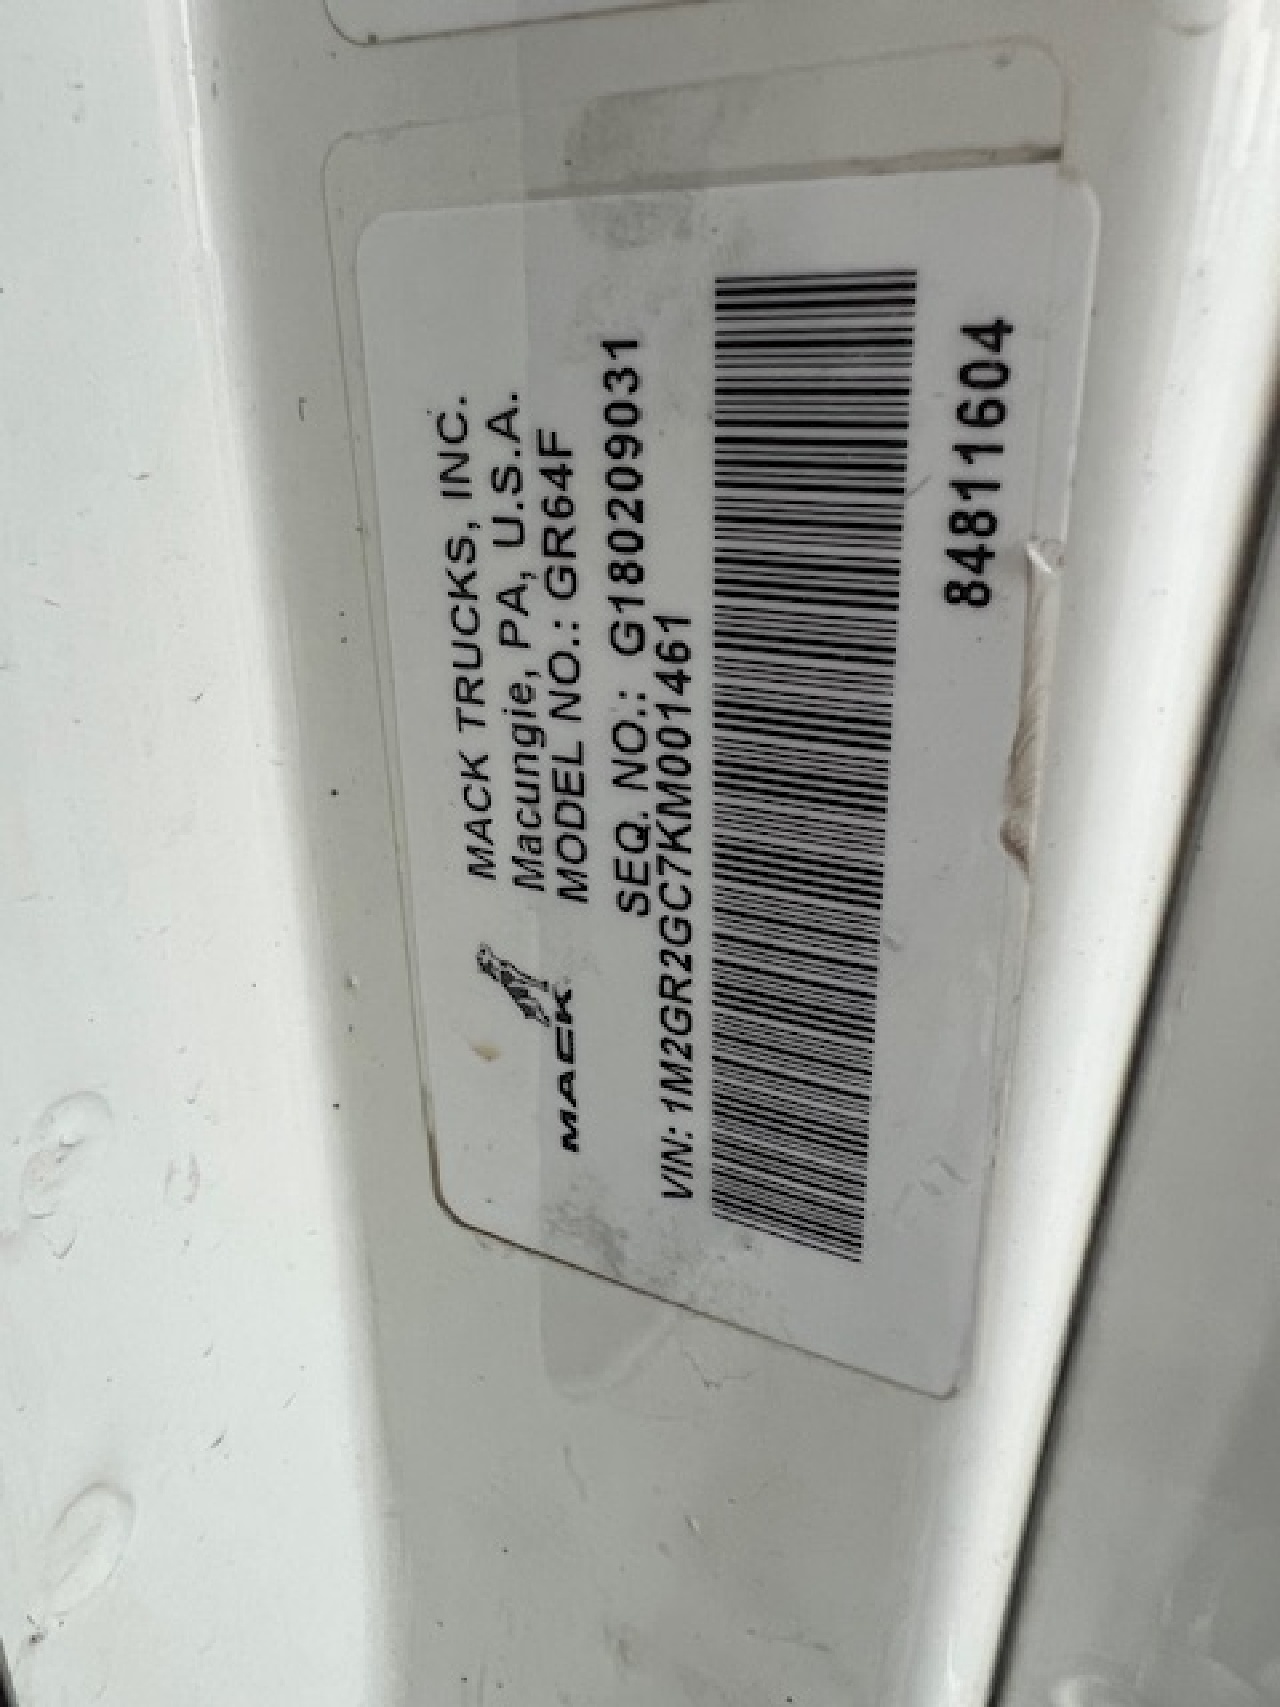 MACK TRUCKS, INC.
Macungie, PA, U.S.A.
MODEL NO.: GR64F
MACK
SEQ. NO.: G180209031
VIN: 1M2GR2GC7KM001461
84811604